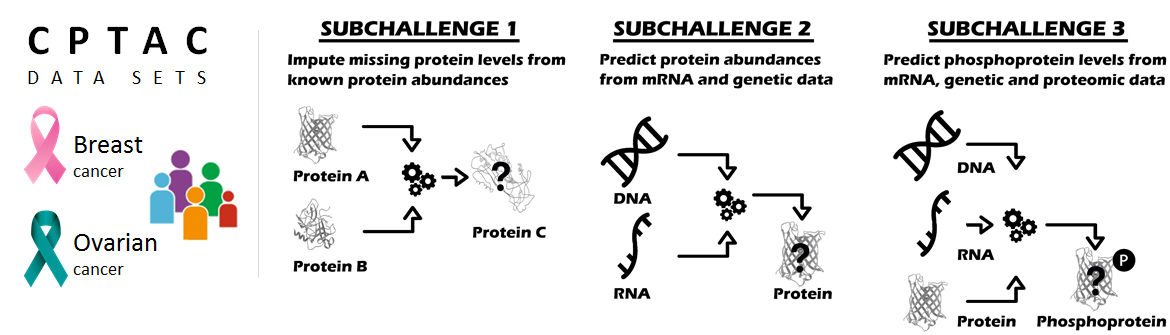 CPTAC
DATA SETS
Breast
cancer
Ovarian
cancer
SUBCHALLENGE 1
Impute missing protein levels from
known protein abundances
Protein A
?
Protein C
Protein B
SUBCHALLENGE 2
Predict protein abundances
from mRNA and genetic data
DNA
RNA
?
Protein
SUBCHALLENGE 3
Predict phosphoprotein levels from
mRNA, genetic and proteomic data
DNA
RNA
Protein
P
?
Phosphoprotein